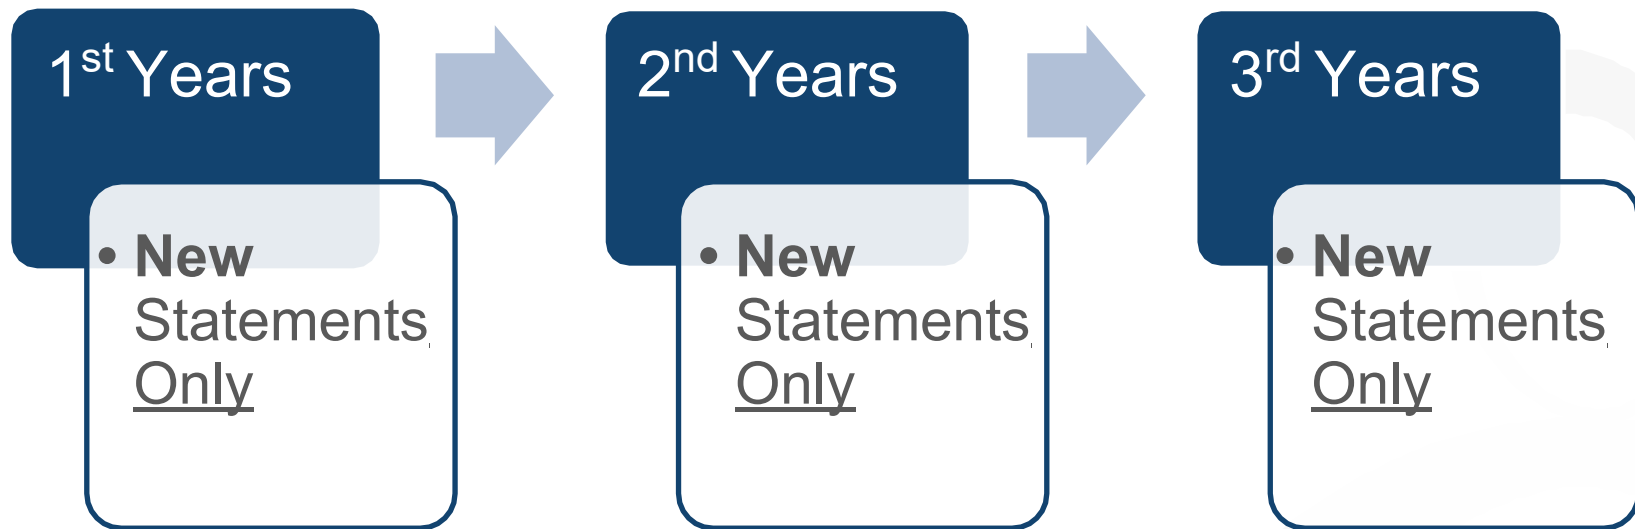 1st Years
• New
Statements
Only
2nd Years
• New
Statements
Only
3rd Years
• New
Statements
Only